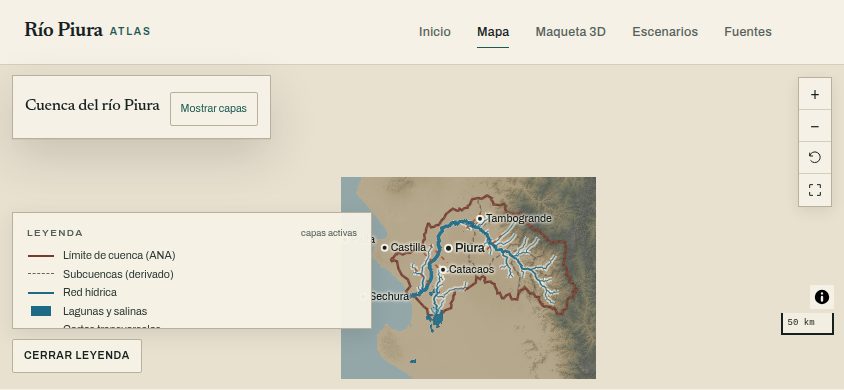 Río Piura ATLAS
Inicio Mapa Maqueta 3D Escenarios Fuentes
Cuenca del río Piura
Mostrar capas
+
−
LEYENDA
capas activas
Límite de cuenca (ANA)
Subcuencas (derivado)
Red hídrica
Lagunas y salinas
Tambogrande
Castilla
Piura
Catacaos
Sechura
50 km
CERRAR LEYENDA